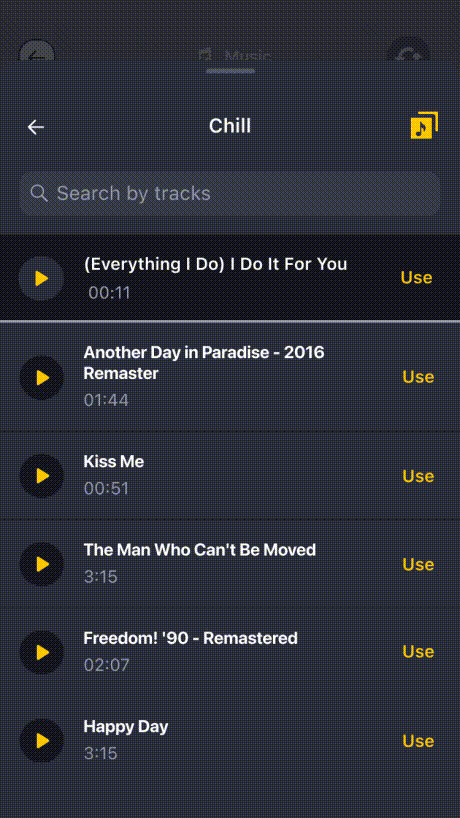 Music
Chill
Search by tracks
(Everything I Do) I Do It For You
00:11
Use
Another Day in Paradise - 2016
Remaster
01:44
Use
Kiss Me
00:51
Use
The Man Who Can't Be Moved
3:15
Use
Freedom! '90 - Remastered
02:07
Use
Happy Day
3:15
Use